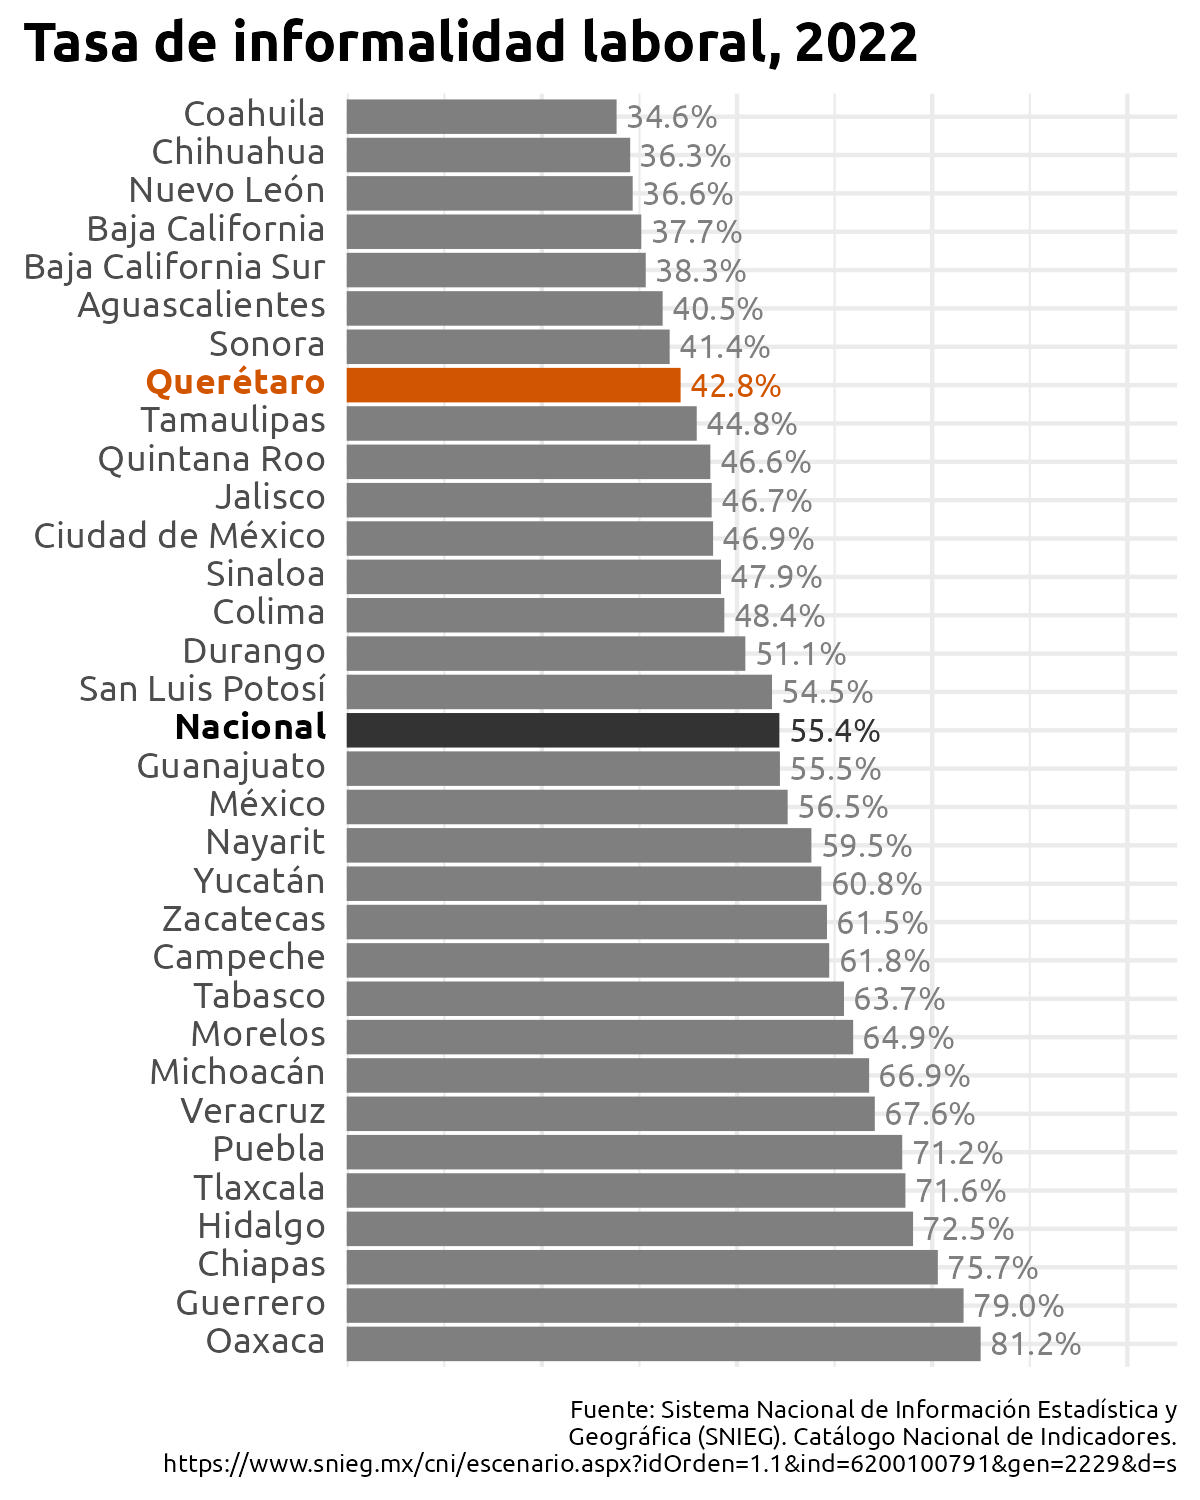 Tasa de informalidad laboral, 2022
Coahuila 34.6%
Chihuahua 36.3%
Nuevo León 36.6%
Baja California 37.7%
Baja California Sur 38.3%
Aguascalientes 40.5%
Sonora 41.4%
Querétaro 42.8%
Tamaulipas 44.8%
Quintana Roo 46.6%
Jalisco 46.7%
Ciudad de México 46.9%
Sinaloa 47.9%
Colima 48.4%
Durango 51.1%
San Luis Potosí 54.5%
Nacional 55.4%
Guanajuato 55.5%
México 56.5%
Nayarit 59.5%
Yucatán 60.8%
Zacatecas 61.5%
Campeche 61.8%
Tabasco 63.7%
Morelos 64.9%
Michoacán 66.9%
Veracruz 67.6%
Puebla 71.2%
Tlaxcala 71.6%
Hidalgo 72.5%
Chiapas 75.7%
Guerrero 79.0%
Oaxaca 81.2%
Fuente: Sistema Nacional de Información Estadística y
Geográfica (SNIEG). Catálogo Nacional de Indicadores.
https://www.snieg.mx/cni/escenario.aspx?idOrden=1.1&ind=6200100791&gen=2229&d=s